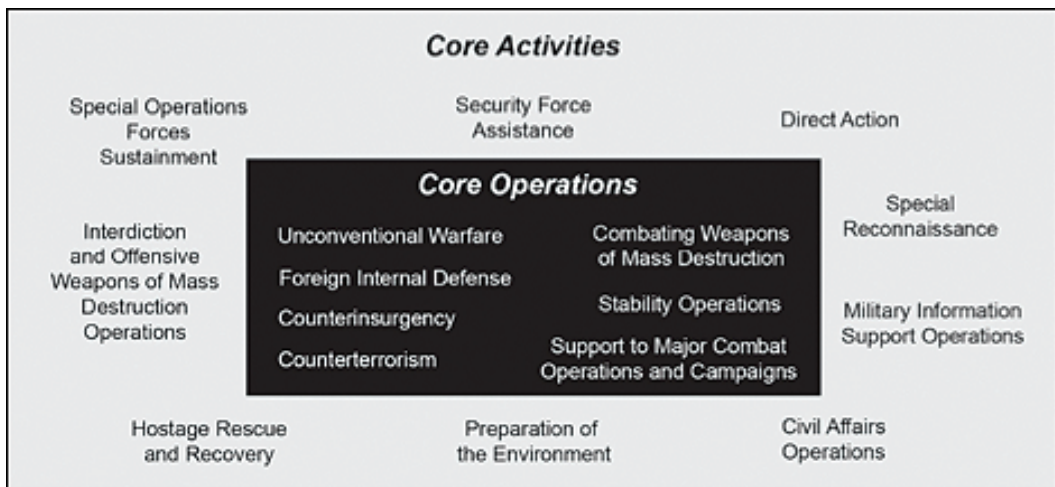 Core Activities
Special Operations
Forces
Sustainment
Security Force
Assistance
Direct Action
Core Operations
Unconventional Warfare
Foreign Internal Defense
Counterinsurgency
Counterterrorism
Combating Weapons
of Mass Destruction
Stability Operations
Support to Major Combat
Operations and Campaigns
Interdiction
and Offensive
Weapons of Mass
Destruction
Operations
Special
Reconnaissance
Military Information
Support Operations
Hostage Rescue
and Recovery
Preparation of
the Environment
Civil Affairs
Operations